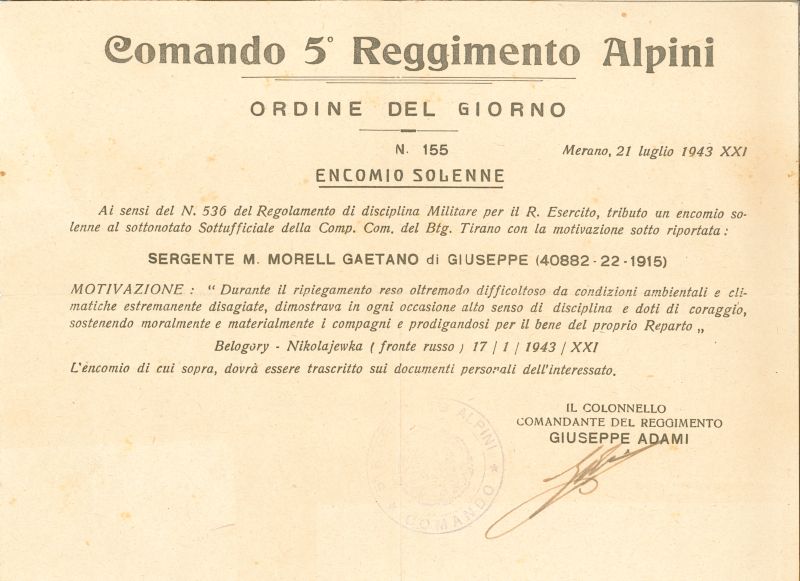 Comando 5° Reggimento Alpini
ORDINE DEL GIORNO
N. 155
Merano, 21 luglio 1943 XXI
ENCOMIO SOLENNE
Ai sensi del N. 536 del Regolamento di disciplina Militare per il R. Esercito, tributo un encomio so-
lenne al sottonotato Sottufficiale della Comp. Com. del Btg. Tirano con la motivazione sotto riportata :
SERGENTE M. MORELL GAETANO di GIUSEPPE (40882-22-1915)
MOTIVAZIONE : " Durante il ripiegamento reso oltremodo difficoltoso da condizioni ambientali e cli-
matiche estremanente disagiate, dimostrava in ogni occasione alto senso di disciplina e doti di coraggio,
sostenendo moralmente e materialmente i compagni e prodigandosi per il bene del proprio Reparto „
Belogory - Nikolajewka ( fronte russo ) 17 / 1 / 1943 / XXI
L'encomio di cui sopra, dovrà essere trascritto sui documenti personali dell'interessato.
IL COLONNELLO
COMANDANTE DEL REGGIMENTO
GIUSEPPE ADAMI
ALPINI
COMANDO